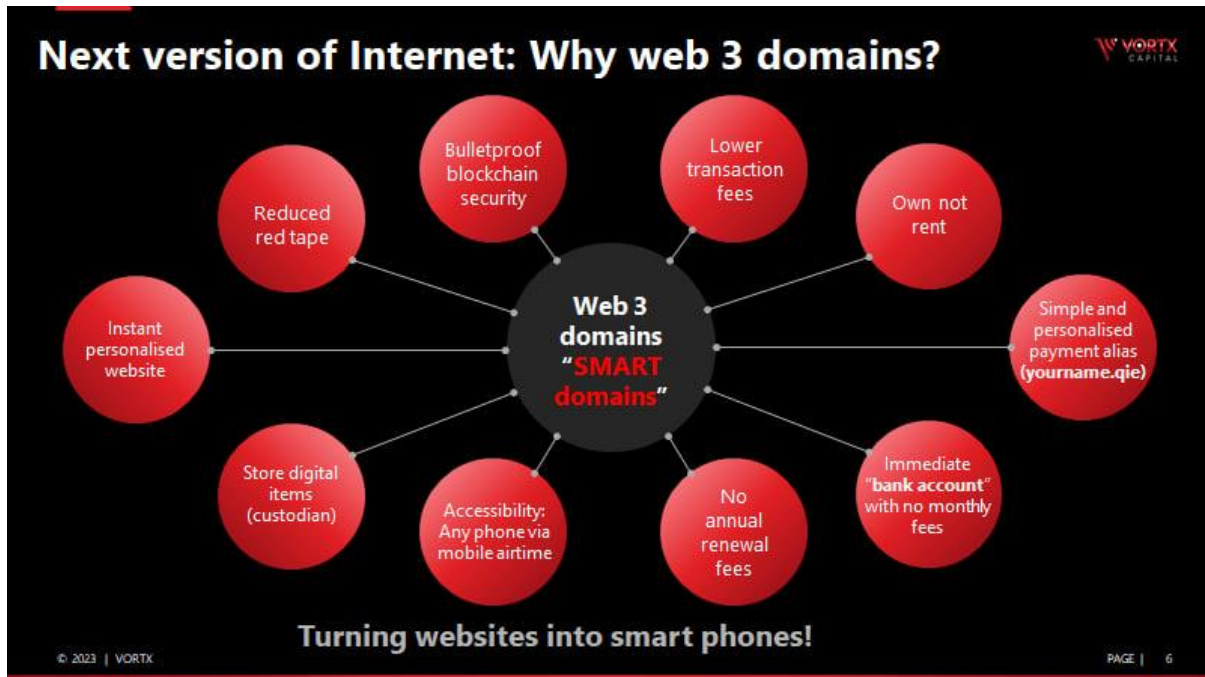 Next version of Internet: Why web 3 domains?
VORTX
CAPITAL
Bulletproof
blockchain
security
Lower
transaction
fees
Reduced
red tape
Own not
rent
Instant
personalised
website
Web 3
domains
“SMART
domains”
Simple and
personalised
payment alias
(yourname.qie)
Store digital
items
(custodian)
Accessibility:
Any phone via
mobile airtime
No
annual
renewal
fees
Immediate
“bank account”
with no monthly
fees
Turning websites into smart phones!
© 2023 | VORTX
PAGE | 6